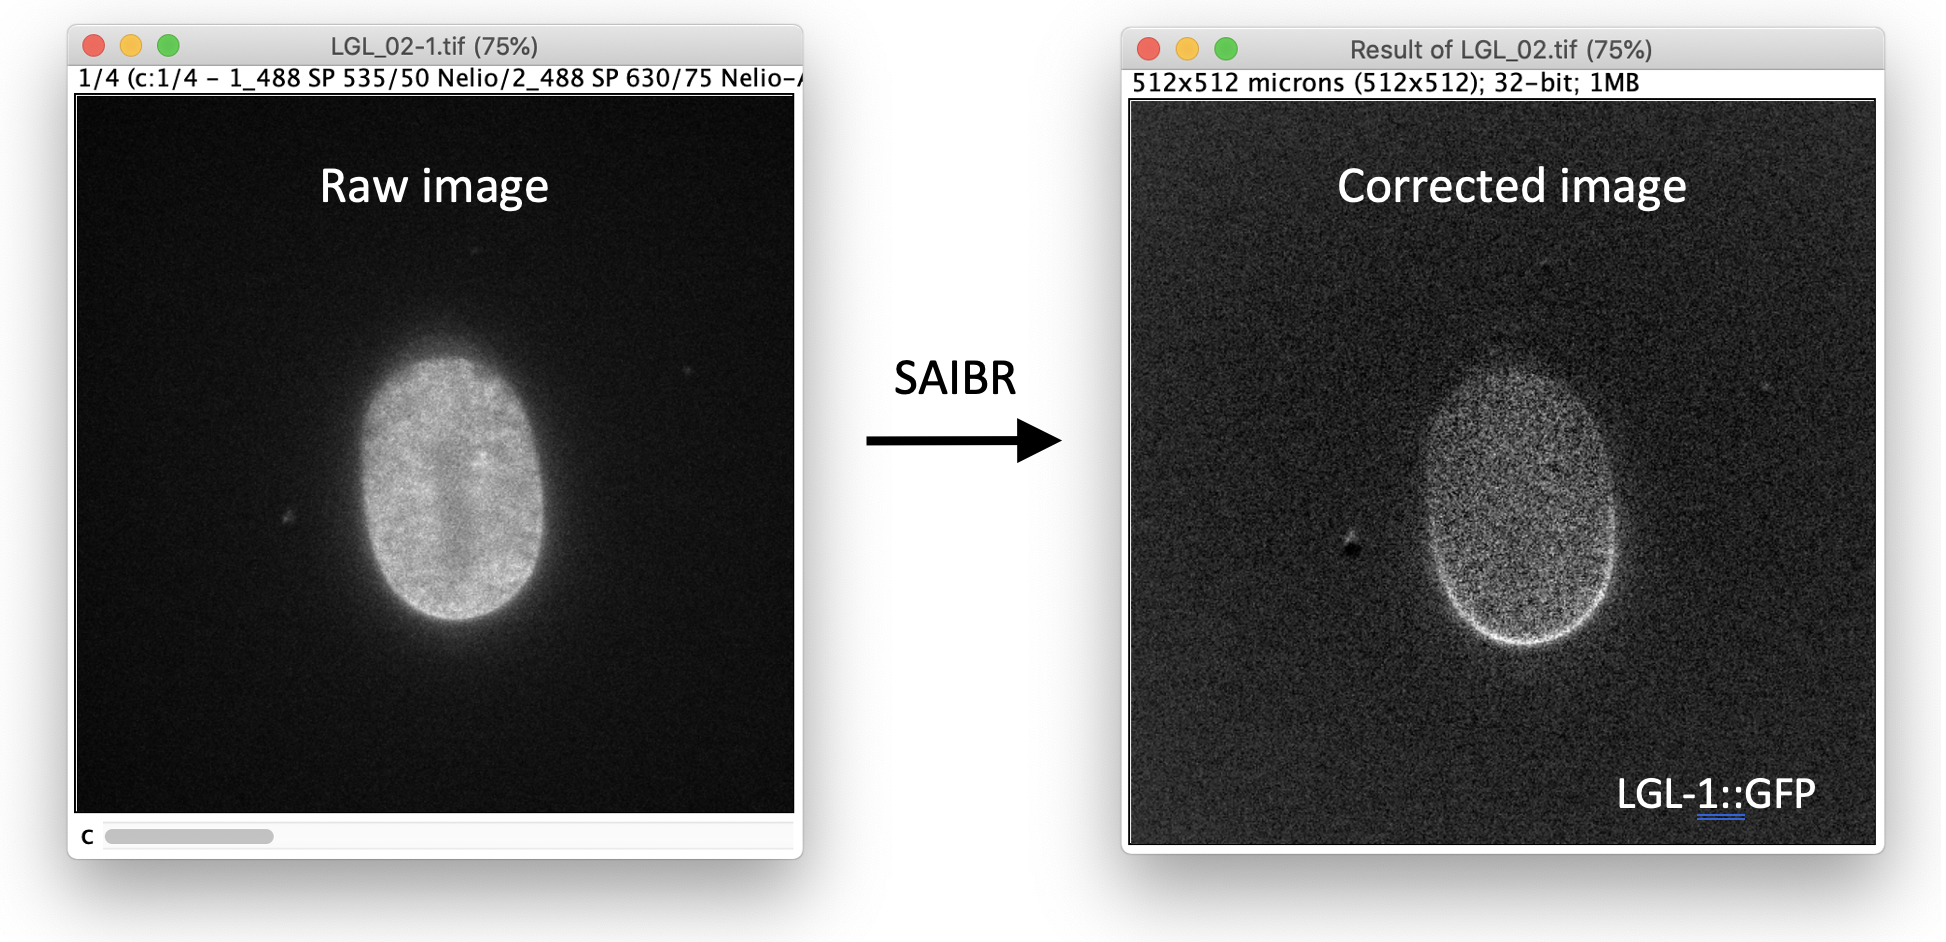 LGL_02-1.tif (75%)
1/4 (c:1/4 - 1_488 SP 535/50 Nelio/2_488 SP 630/75 Nelio-
Raw image
C
SAIBR
Result of LGL_02.tif (75%)
512x512 microns (512x512); 32-bit; 1MB
Corrected image
LGL-1::GFP